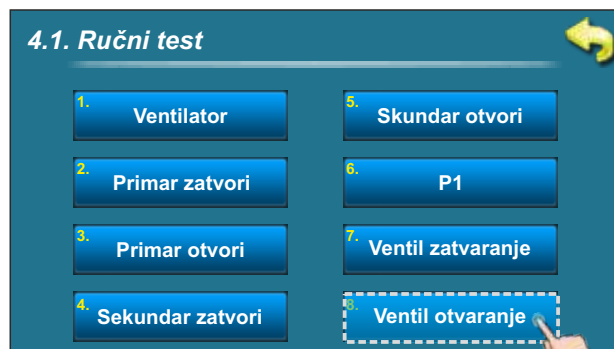 4.1. Ručni test
1. Ventilator
2. Primar zatvori
3. Primar otvori
4. Sekundar zatvori
5. Skundar otvori
6. P1
7. Ventil zatvaranje
8. Ventil otvaranje